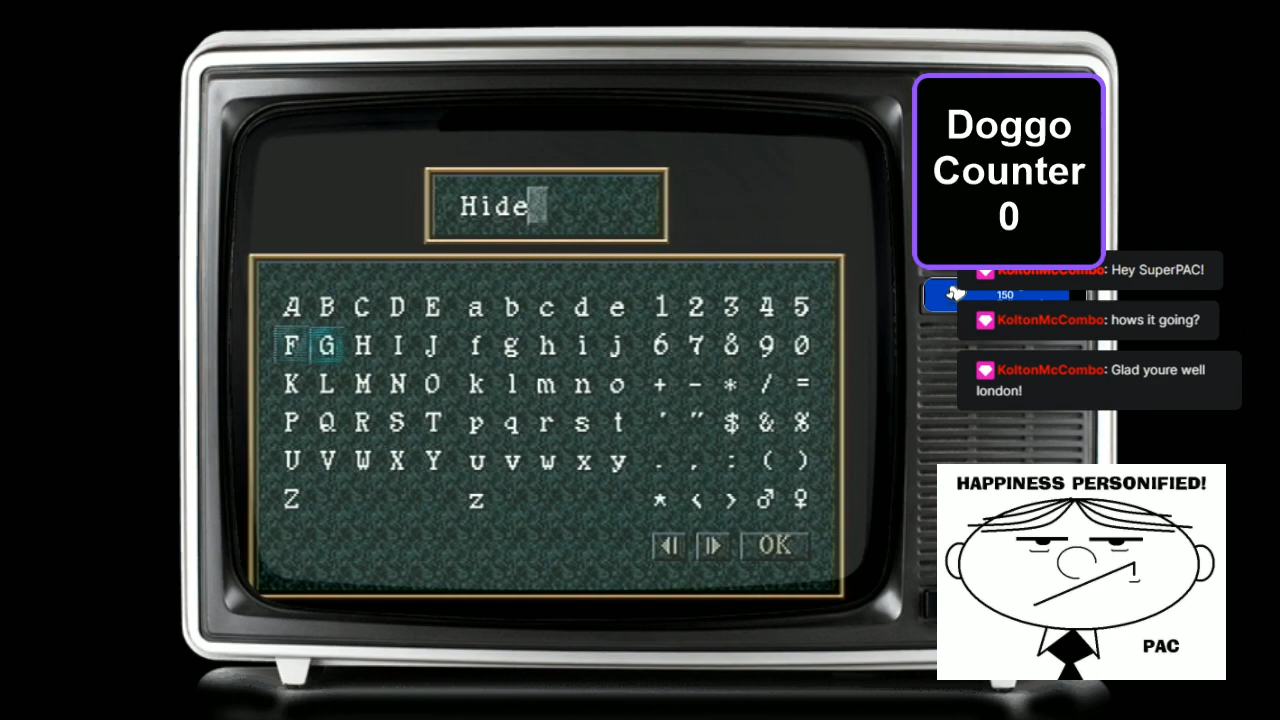 Doggo
Counter
0
Hide
A B C D E a b c d e 1 2 3 4 5
F G H I J f g h i j 6 7 8 9 0
K L M N O k l m n o + - * / =
P Q R S T p q r s t ' " $ & %
U V W X Y u v w x y . , : ( )
Z z ★ < > ♂ ♀
OK
KoltonMcCombo: Hey SuperPAC!
150
KoltonMcCombo: hows it going?
KoltonMcCombo: Glad youre well
london!
HAPPINESS PERSONIFIED!
PAC